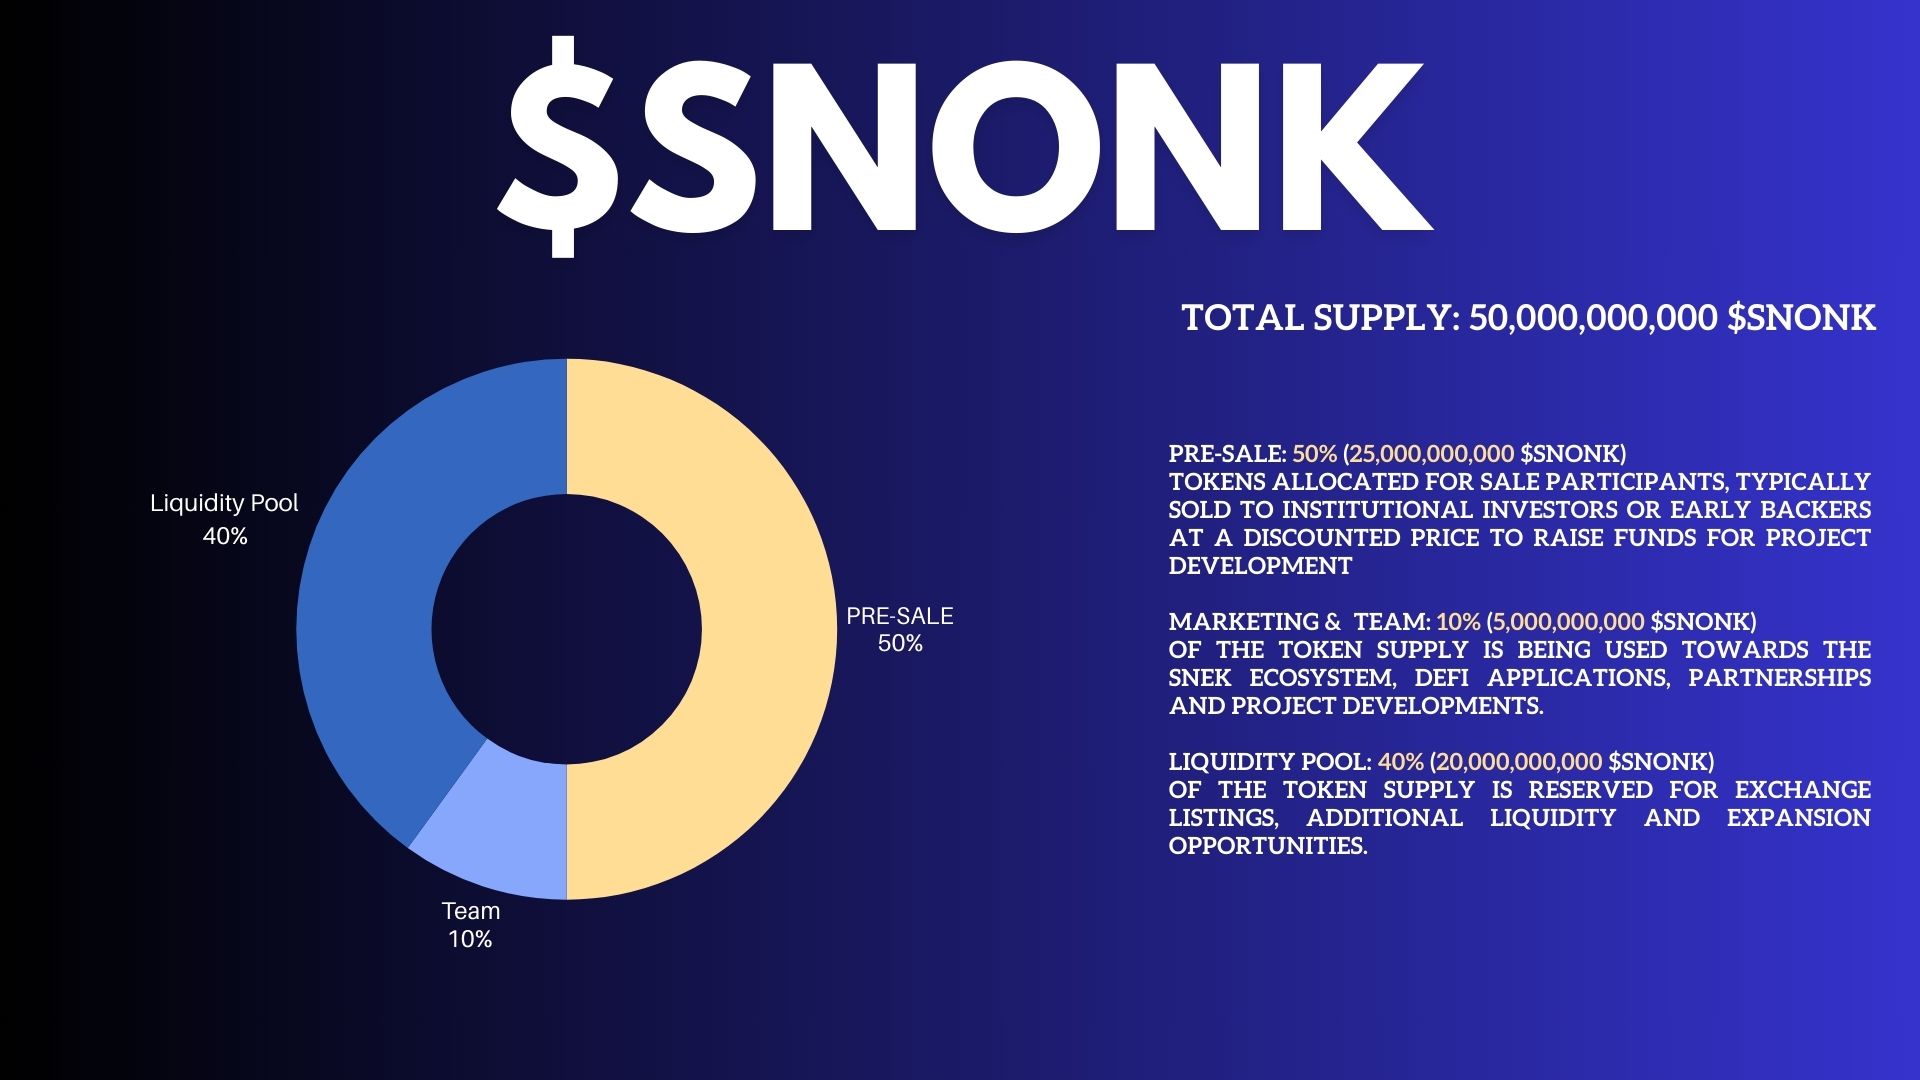 $SNONK
TOTAL SUPPLY: 50,000,000,000 $SNONK
Liquidity Pool
40%
PRE-SALE
50%
Team
10%
PRE-SALE: 50% (25,000,000,000 $SNONK)
TOKENS ALLOCATED FOR SALE PARTICIPANTS, TYPICALLY
SOLD TO INSTITUTIONAL INVESTORS OR EARLY BACKERS
AT A DISCOUNTED PRICE TO RAISE FUNDS FOR PROJECT
DEVELOPMENT
MARKETING & TEAM: 10% (5,000,000,000 $SNONK)
OF THE TOKEN SUPPLY IS BEING USED TOWARDS THE
SNEK ECOSYSTEM, DEFI APPLICATIONS, PARTNERSHIPS
AND PROJECT DEVELOPMENTS.
LIQUIDITY POOL: 40% (20,000,000,000 $SNONK)
OF THE TOKEN SUPPLY IS RESERVED FOR EXCHANGE
LISTINGS, ADDITIONAL LIQUIDITY AND EXPANSION
OPPORTUNITIES.